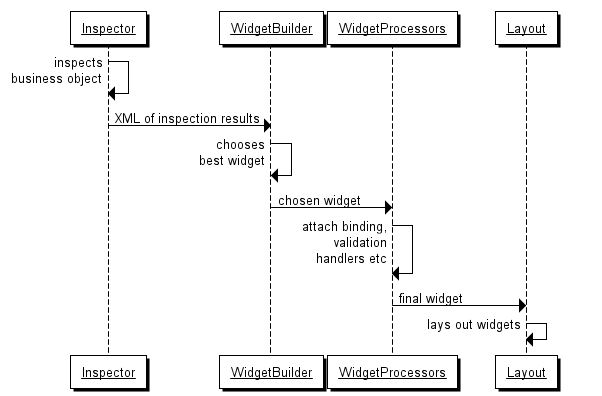 Inspector WidgetBuilder WidgetProcessors Layout
inspects
business object
XML of inspection results
chooses
best widget
chosen widget
attach binding,
validation
handlers etc
final widget
lays out widgets
Inspector WidgetBuilder WidgetProcessors Layout